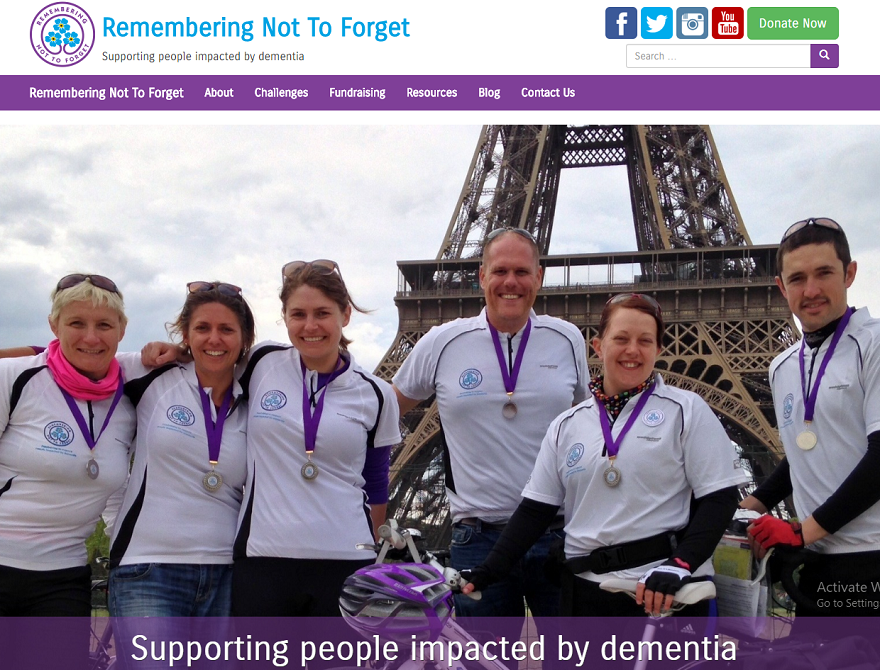 REMEMBERING
NOT TO FORGET
Remembering Not To Forget
Supporting people impacted by dementia
f
You
Tube
Donate Now
Search ...
Remembering Not To Forget About Challenges Fundraising Resources Blog Contact Us
Activate W
Go to Setting
Supporting people impacted by dementia